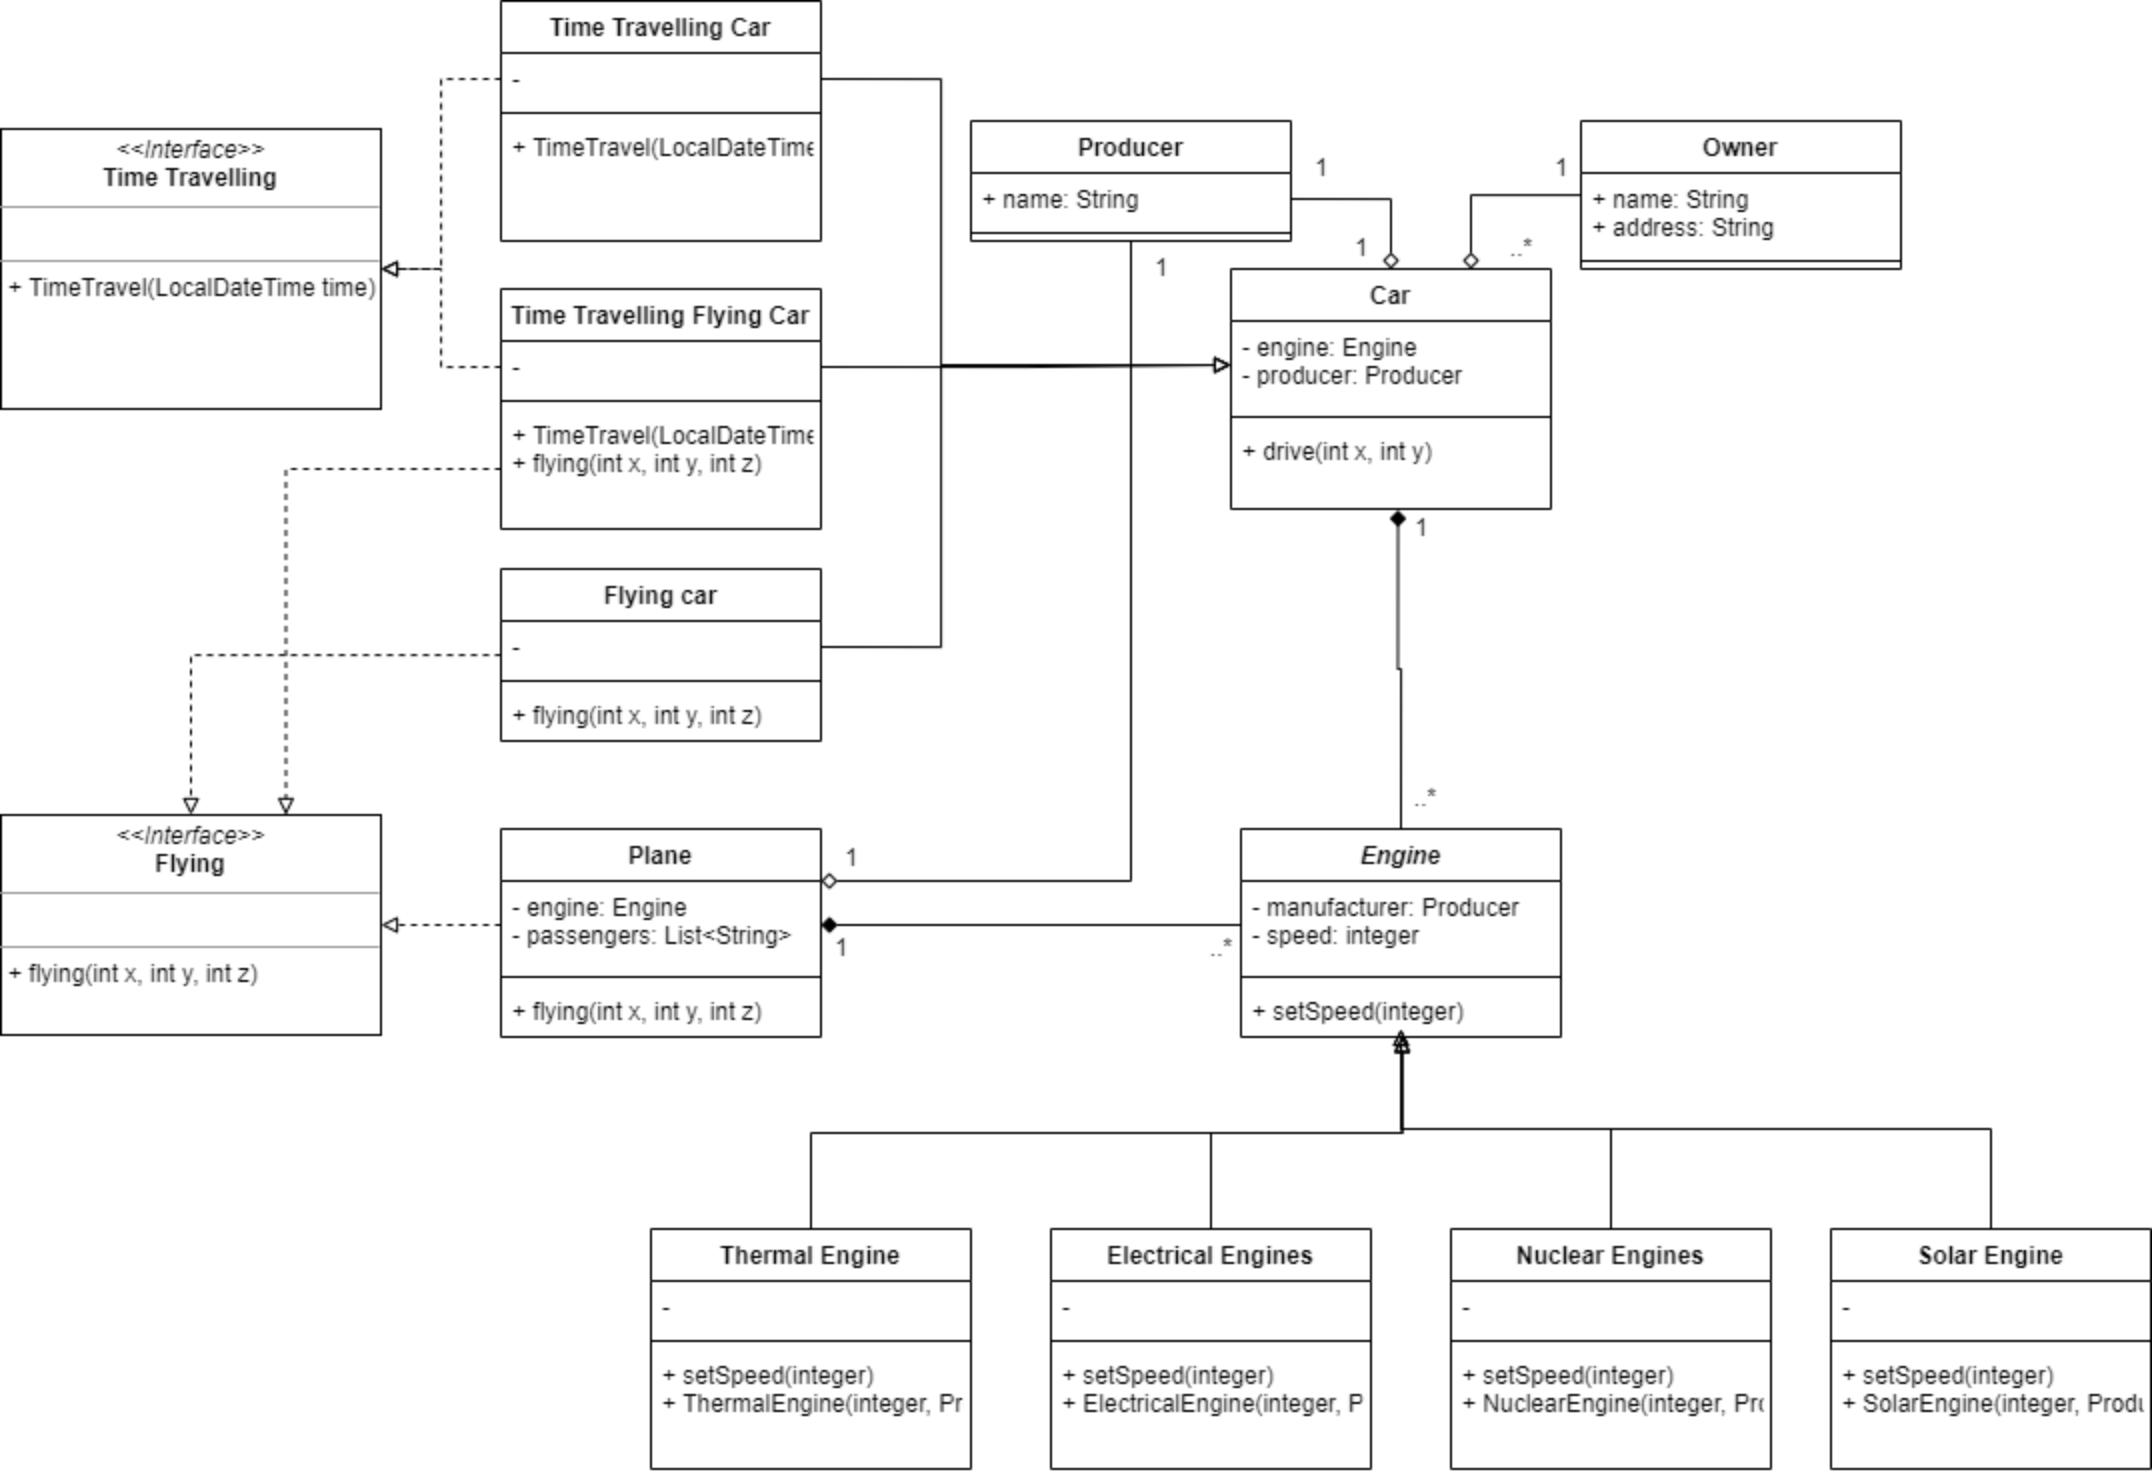 Time Travelling Car
-
+ TimeTravel(LocalDateTime
<<Interface>>
Time Travelling
+ TimeTravel(LocalDateTime time)
Time Travelling Flying Car
-
+ TimeTravel(LocalDateTime
+ flying(int x, int y, int z)
Flying car
-
+ flying(int x, int y, int z)
<<Interface>>
Flying
+ flying(int x, int y, int z)
Plane
- engine: Engine
- passengers: List<String>
+ flying(int x, int y, int z)
1
1
Producer
+ name: String
1
1
1
Owner
+ name: String
+ address: String
1
..*
Car
- engine: Engine
- producer: Producer
+ drive(int x, int y)
1
..*
..*
Engine
- manufacturer: Producer
- speed: integer
+ setSpeed(integer)
Thermal Engine
-
+ setSpeed(integer)
+ ThermalEngine(integer, Pr
Electrical Engines
-
+ setSpeed(integer)
+ ElectricalEngine(integer, P
Nuclear Engines
-
+ setSpeed(integer)
+ NuclearEngine(integer, Pro
Solar Engine
-
+ setSpeed(integer)
+ SolarEngine(integer, Produ